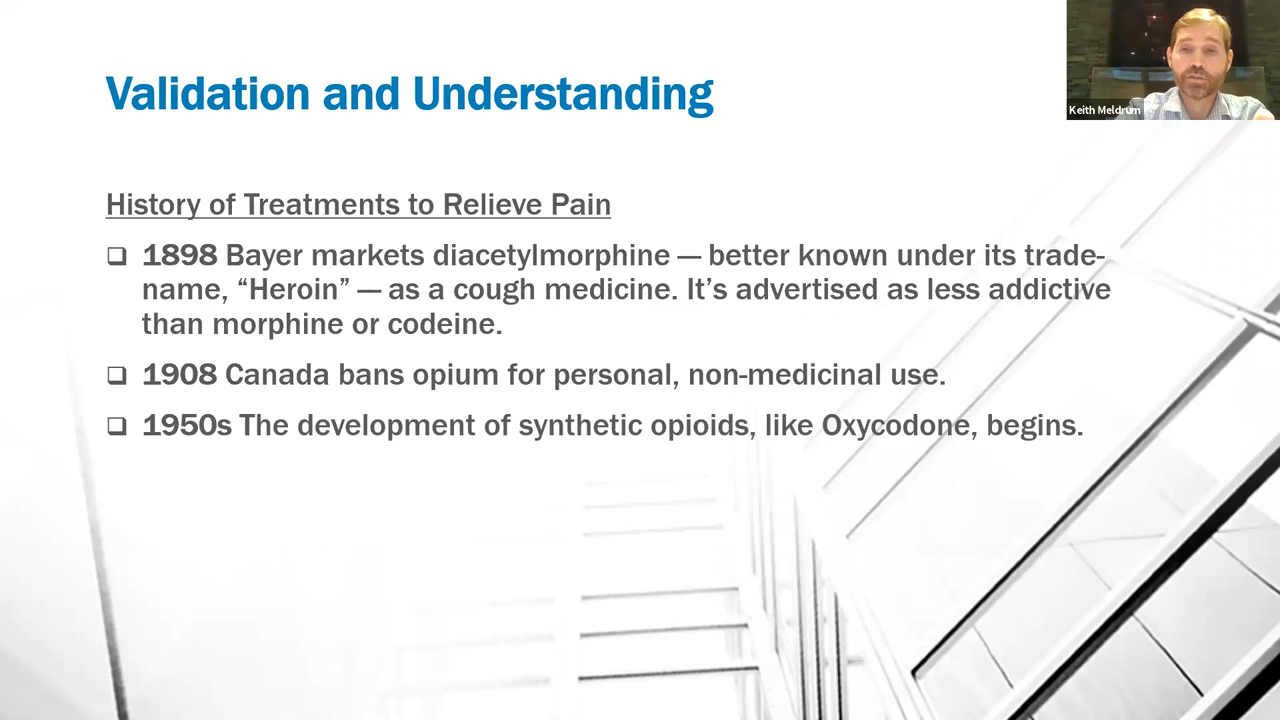 Validation and Understanding
Keith Meldrum
History of Treatments to Relieve Pain
❑ 1898 Bayer markets diacetylmorphine — better known under its trade-
name, “Heroin” — as a cough medicine. It’s advertised as less addictive
than morphine or codeine.
❑ 1908 Canada bans opium for personal, non-medicinal use.
❑ 1950s The development of synthetic opioids, like Oxycodone, begins.